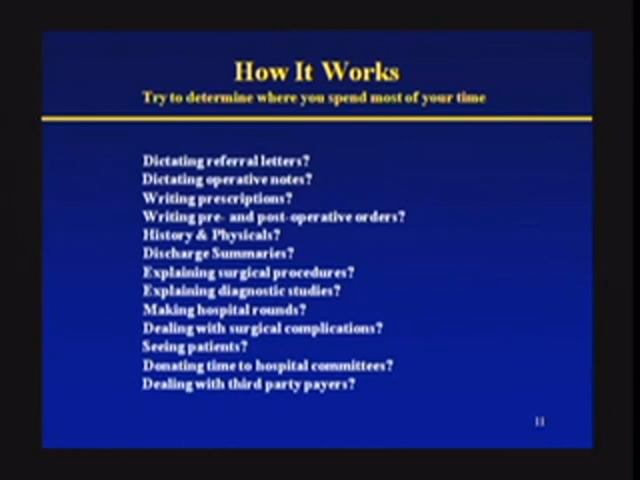 How It Works
Try to determine where you spend most of your time
Dictating referral letters?
Dictating operative notes?
Writing prescriptions?
Writing pre- and post-operative orders?
History & Physicals?
Discharge Summaries?
Explaining surgical procedures?
Explaining diagnostic studies?
Making hospital rounds?
Dealing with surgical complications?
Seeing patients?
Donating time to hospital committees?
Dealing with third party payers?
11